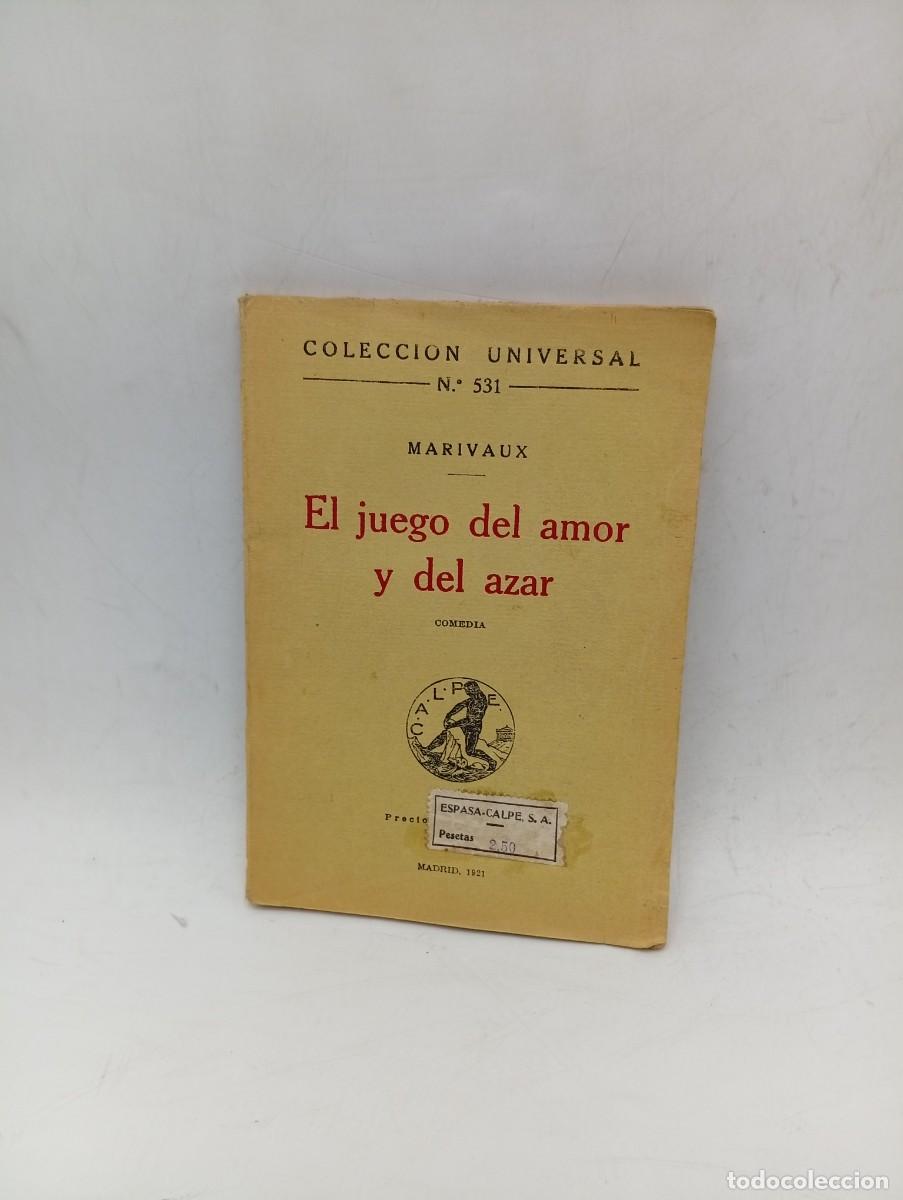 COLECCION UNIVERSAL
N.º 531
MARIVAUX
El juego del amor
y del azar
COMEDIA
C.A.L.P.E.
Precio
ESPASA-CALPE, S. A.
Pesetas 2,50
MADRID, 1921
todocoleccion